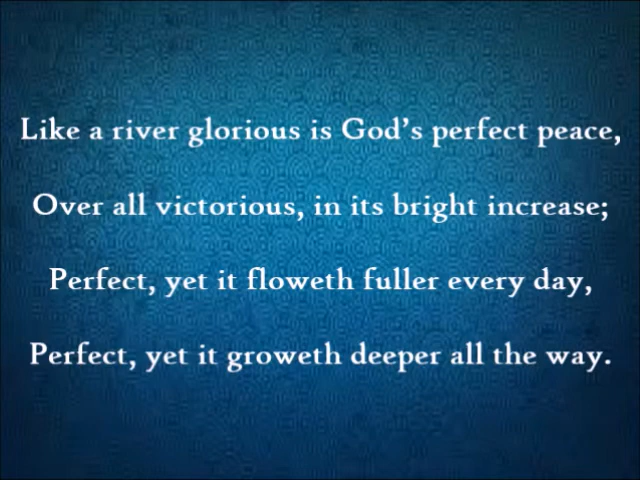 Like a river glorious is God's perfect peace,
Over all victorious, in its bright increase;
Perfect, yet it floweth fuller every day,
Perfect, yet it groweth deeper all the way.